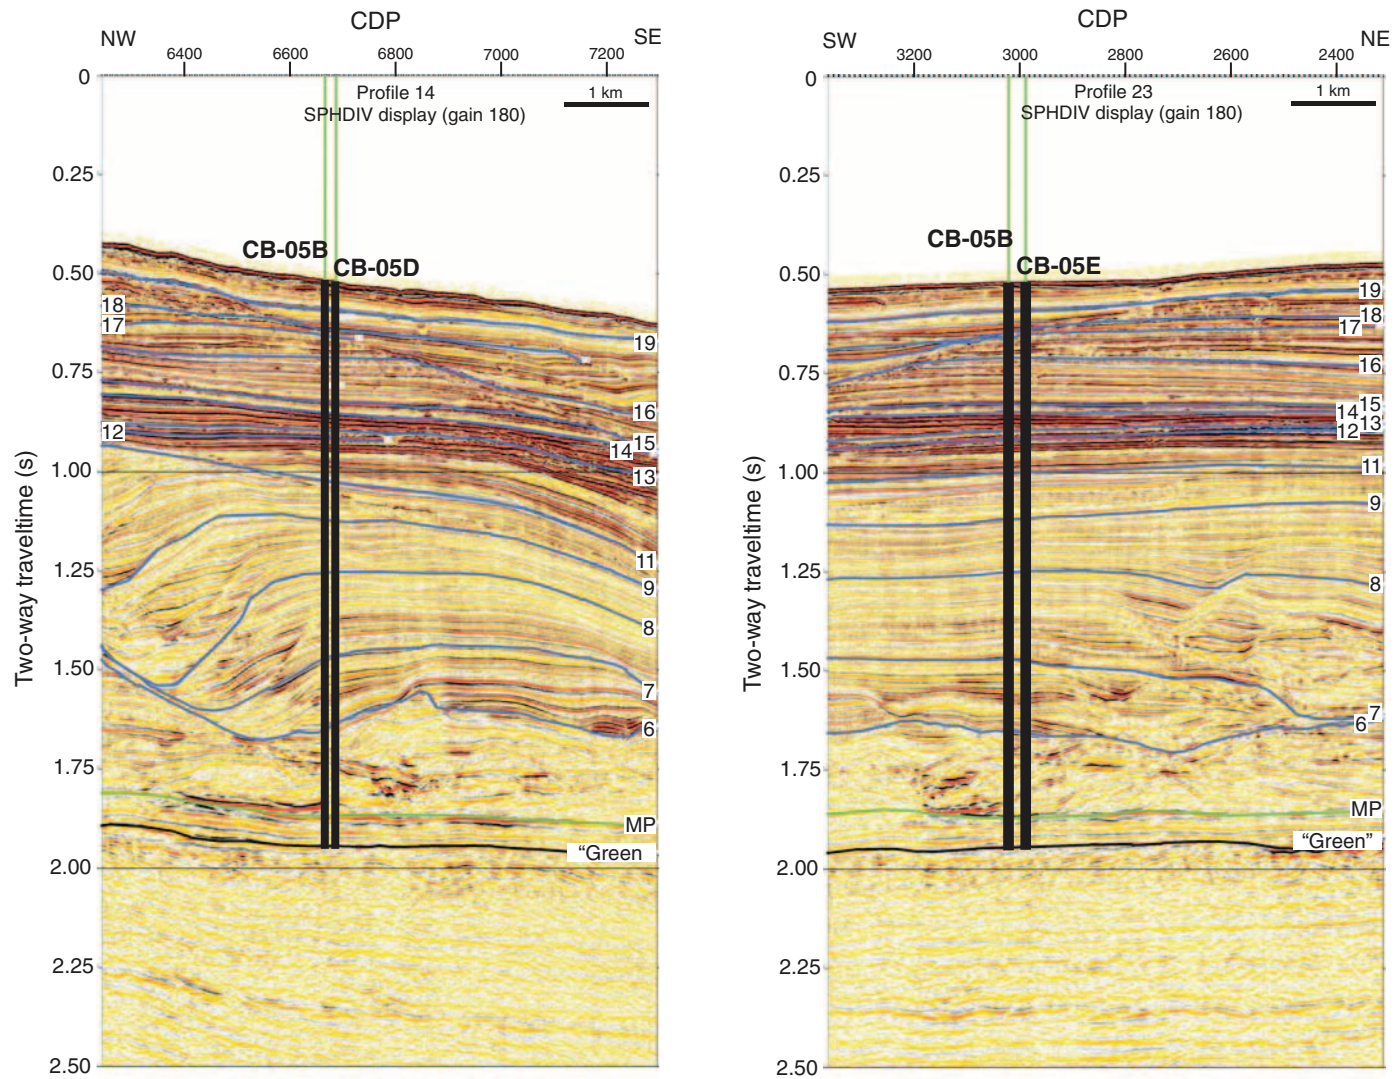 CDP
NW
SE
6400 6600 6800 7000 7200
Profile 14
SPHDIV display (gain 180)
1 km
Two-way traveltime (s)
0
0.25
0.50
0.75
1.00
1.25
1.50
1.75
2.00
2.25
2.50
CB-05B
CB-05D
18
17
12
19
16
15
14
13
11
9
8
7
6
MP
“Green
CDP
SW
NE
3200 3000 2800 2600 2400
Profile 23
SPHDIV display (gain 180)
1 km
Two-way traveltime (s)
0
0.25
0.50
0.75
1.00
1.25
1.50
1.75
2.00
2.25
2.50
CB-05B
CB-05E
19
18
17
16
15
14
13
12
11
9
8
7
6
MP
“Green”